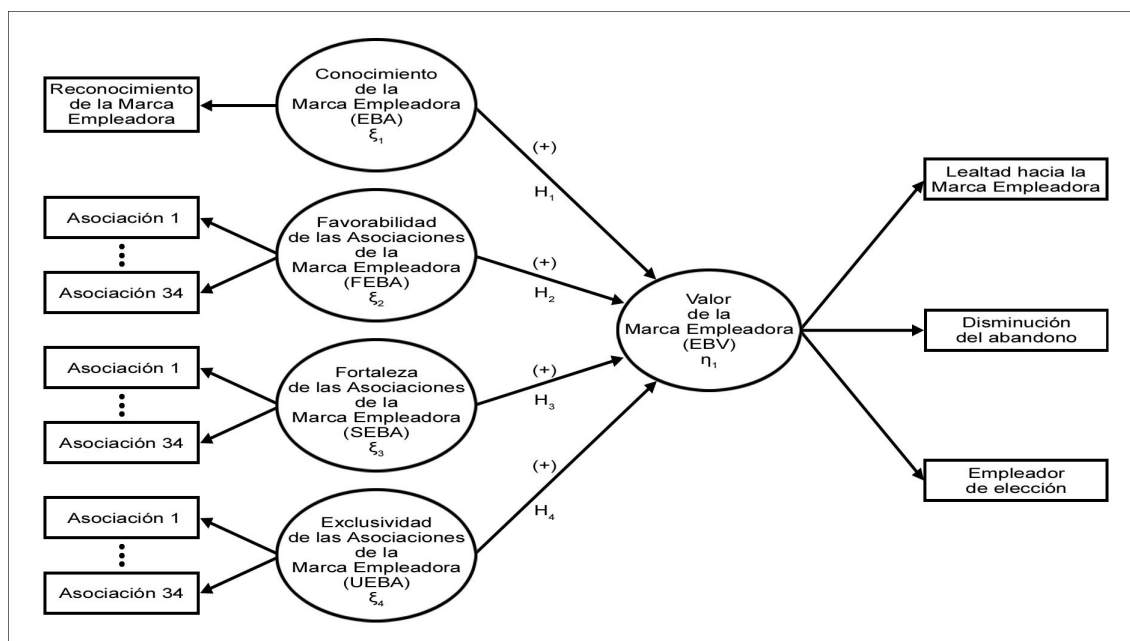 Reconocimiento
de la Marca
Empleadora
Conocimiento
de la
Marca Empleadora
(EBA)
ξ₁
(+)
H₁
Asociación 1
Asociación 34
Favorabilidad
de las Asociaciones
de la
Marca Empleadora
(FEBA)
ξ₂
(+)
H₂
Asociación 1
Asociación 34
Fortaleza
de las Asociaciones
de la
Marca Empleadora
(SEBA)
ξ₃
(+)
H₃
Asociación 1
Asociación 34
Exclusividad
de las Asociaciones
de la
Marca Empleadora
(UEBA)
ξ₄
(+)
H₄
Valor
de la
Marca Empleadora
(EBV)
η₁
Lealtad hacia la
Marca Empleadora
Disminución
del abandono
Empleador
de elección